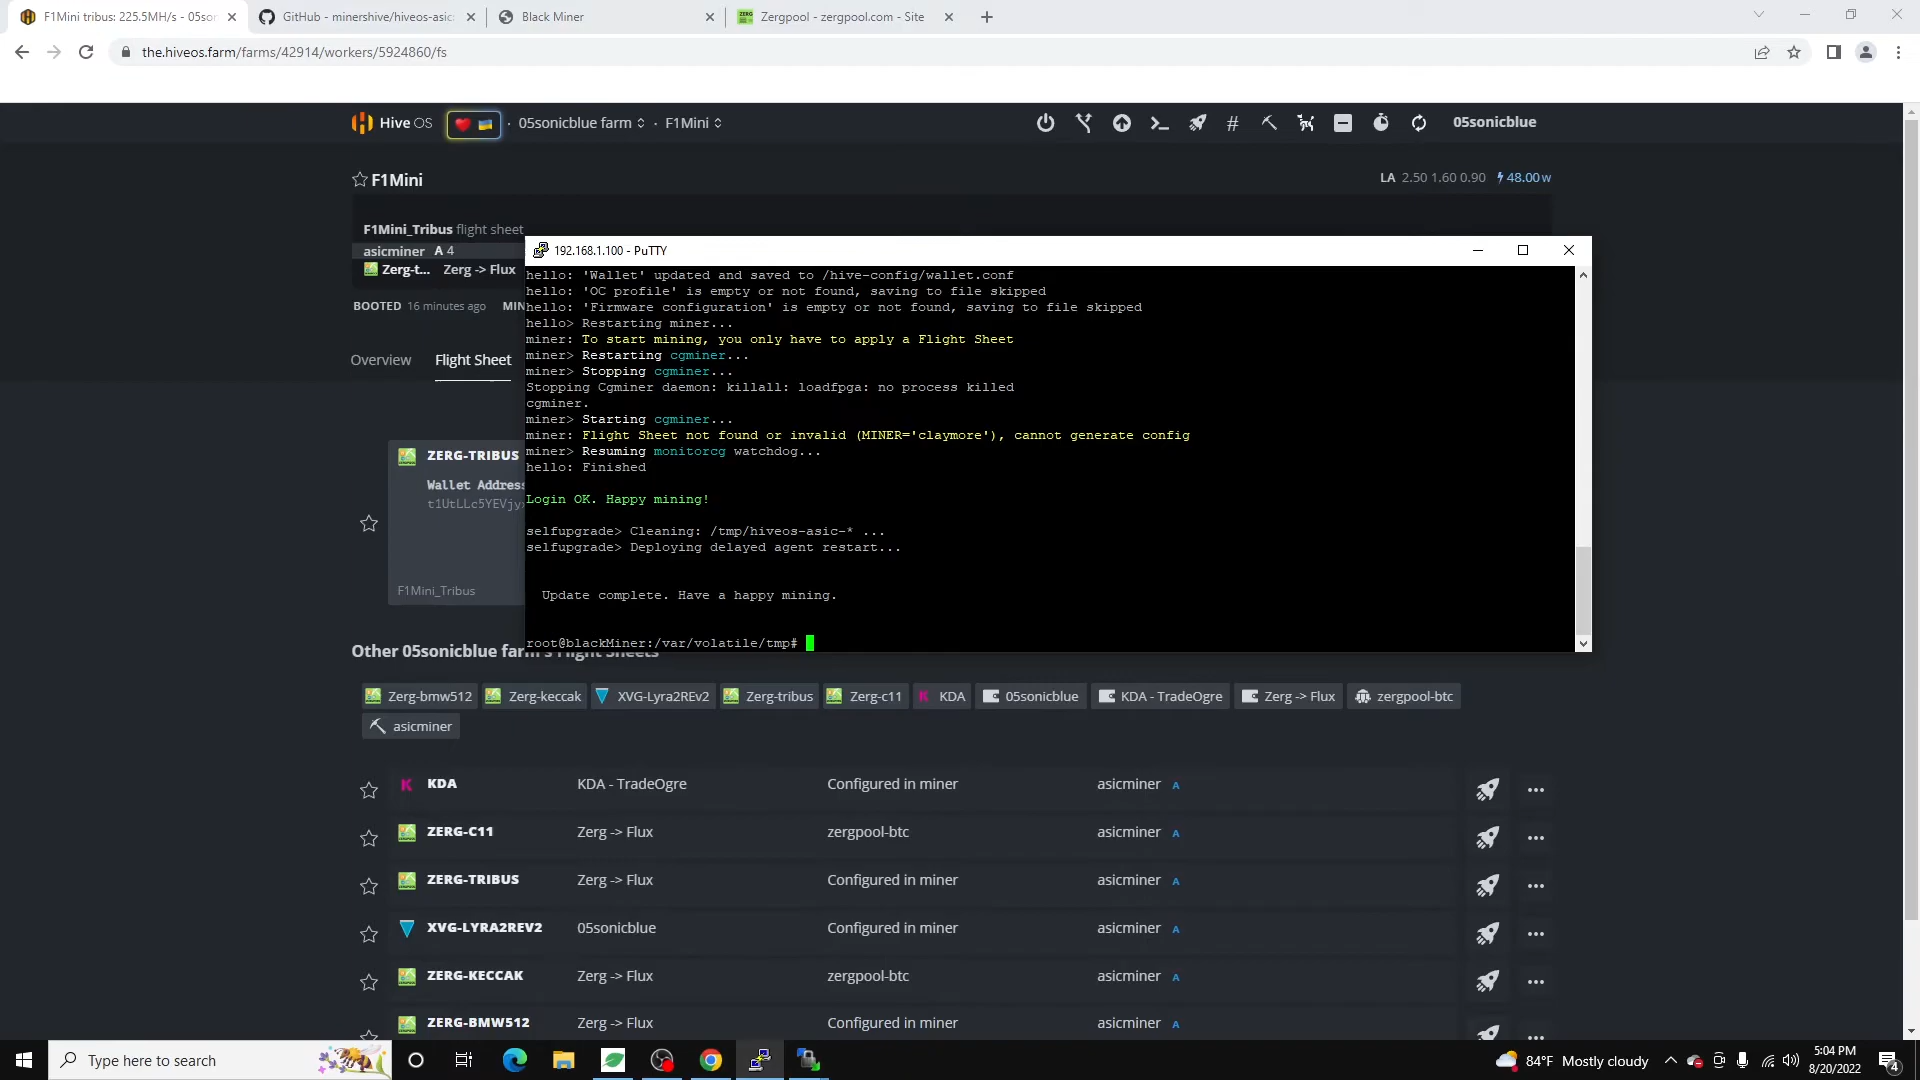 F1Mini tribus: 225.5MH/s - 05so
GitHub - minershive/hiveos-asic
Black Miner
Zergpool - zergpool.com - Site
the.hiveos.farm/farms/42914/workers/5924860/fs
Hive OS
· 05sonicblue farm · F1Mini
#
05sonicblue
F1Mini
LA 2.50 1.60 0.90 48.00 w
F1Mini_Tribus flight sheet
asicminer A 4
Zerg-t... Zerg -> Flux
BOOTED 16 minutes ago MIN
Overview Flight Sheet
192.168.1.100 - PuTTY
hello: 'Wallet' updated and saved to /hive-config/wallet.conf
hello: 'OC profile' is empty or not found, saving to file skipped
hello: 'Firmware configuration' is empty or not found, saving to file skipped
hello> Restarting miner...
miner: To start mining, you only have to apply a Flight Sheet
miner> Restarting cgminer...
miner> Stopping cgminer...
Stopping Cgminer daemon: killall: loadfpga: no process killed
cgminer.
miner> Starting cgminer...
miner: Flight Sheet not found or invalid (MINER='claymore'), cannot generate config
miner> Resuming monitorcg watchdog...
hello: Finished
Login OK. Happy mining!
selfupgrade> Cleaning: /tmp/hiveos-asic-* ...
selfupgrade> Deploying delayed agent restart...
Update complete. Have a happy mining.
root@blackMiner:/var/volatile/tmp#
ZERG-TRIBUS
Wallet Addres
t1UtLLc5YEVjy
F1Mini_Tribus
Other 05sonicblue farm's Flight Sheets
Zerg-bmw512 Zerg-keccak XVG-Lyra2REv2 Zerg-tribus Zerg-c11 KDA 05sonicblue KDA - TradeOgre Zerg -> Flux zergpool-btc
asicminer
KDA KDA - TradeOgre Configured in miner asicminer A
ZERG-C11 Zerg -> Flux zergpool-btc asicminer A
ZERG-TRIBUS Zerg -> Flux Configured in miner asicminer A
XVG-LYRA2REV2 05sonicblue Configured in miner asicminer A
ZERG-KECCAK Zerg -> Flux zergpool-btc asicminer A
ZERG-BMW512 Zerg -> Flux Configured in miner asicminer A
Type here to search
84°F Mostly cloudy
5:04 PM
8/20/2022
4